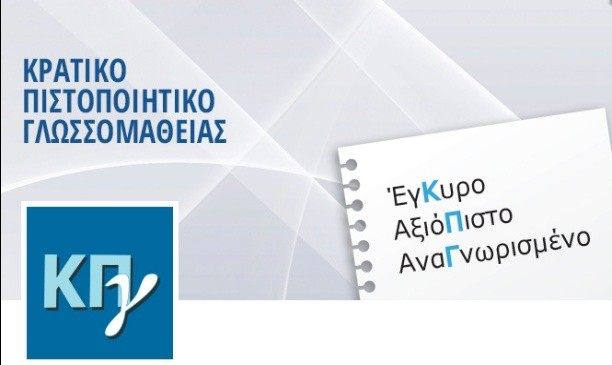 ΚΡΑΤΙΚΟ
ΠΙΣΤΟΠΟΙΗΤΙΚΟ
ΓΛΩΣΣΟΜΑΘΕΙΑΣ
ΈγΚυρο
ΑξιόΠιστο
ΑναΓνωρισμένο
ΚΠγ